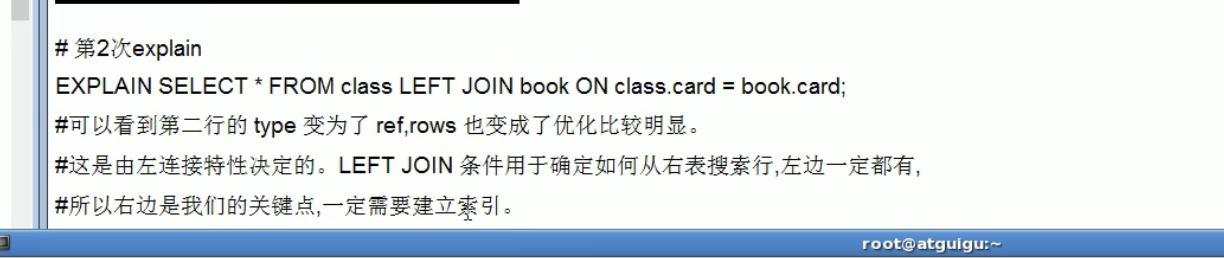 # 第2次explain
EXPLAIN SELECT * FROM class LEFT JOIN book ON class.card = book.card;
#可以看到第二行的 type 变为了 ref,rows 也变成了优化比较明显。
#这是由左连接特性决定的。LEFT JOIN 条件用于确定如何从右表搜索行,左边一定都有,
#所以右边是我们的关键点,一定需要建立索引。
root@atguigu:~